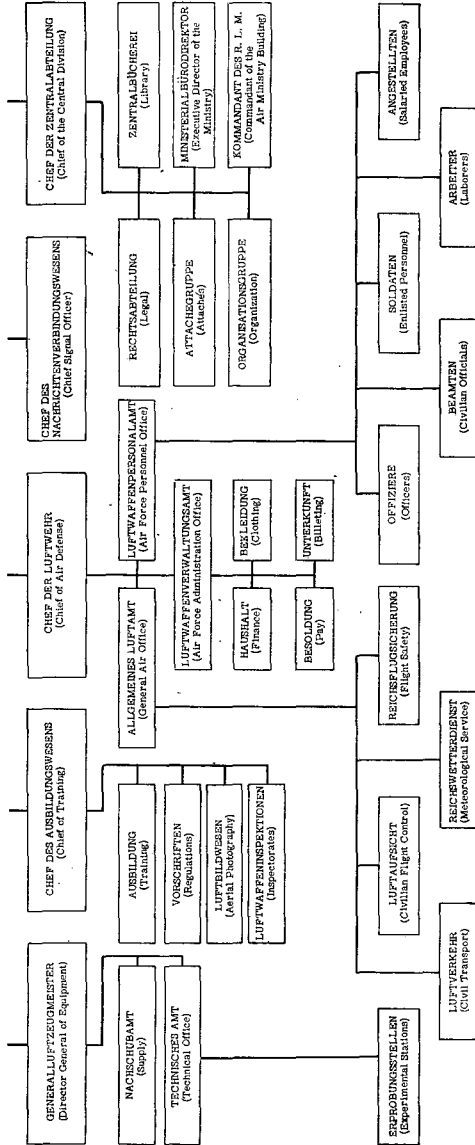 GENERALLUFTZEUGMEISTER
(Director General of Equipment)
CHEF DES AUSBILDUNGSWESENS
(Chief of Training)
CHEF DER LUFTWEHR
(Chief of Air Defense)
CHEF DES
NACHRICHTENVERBINDUNGSWESENS
(Chief Signal Officer)
CHEF DER ZENTRALABTEILUNG
(Chief of the Central Division)
NACHSCHUBAMT
(Supply)
TECHNISCHES AMT
(Technical Office)
AUSBILDUNG
(Training)
VORSCHRIFTEN
(Regulations)
LUFTBILDWESEN
(Aerial Photography)
LUFTWAFFENINSPEKTIONEN
(Inspectorates)
ALLGEMEINES LUFTAMT
(General Air Office)
LUFTWAFFENPERSONALAMT
(Air Force Personnel Office)
LUFTWAFFENVERWALTUNGSAMT
(Air Force Administration Office)
HAUSHALT
(Finance)
BEKLEIDUNG
(Clothing)
BESOLDUNG
(Pay)
UNTERKUNFT
(Billeting)
RECHTSABTEILUNG
(Legal)
ZENTRALBÜCHEREI
(Library)
ATTACHEGRUPPE
(Attachés)
MINISTERIALBÜRODIREKTOR
(Executive Director of the
Ministry)
ORGANISATIONSGRUPPE
(Organization)
KOMMANDANT DES R. L. M.
(Commandant of the
Air Ministry Building)
ERPROBUNGSSTELLEN
(Experimental Stations)
LUFTVERKEHR
(Civil Transport)
LUFTAUFSICHT
(Civilian Flight Control)
REICHSWETTERDIENST
(Meteorological Service)
REICHSFLUGSICHERUNG
(Flight Safety)
OFFIZIERE
(Officers)
BEAMTEN
(Civilian Officials)
SOLDATEN
(Enlisted Personnel)
ARBEITER
(Laborers)
ANGESTELLTEN
(Salaried Employees)